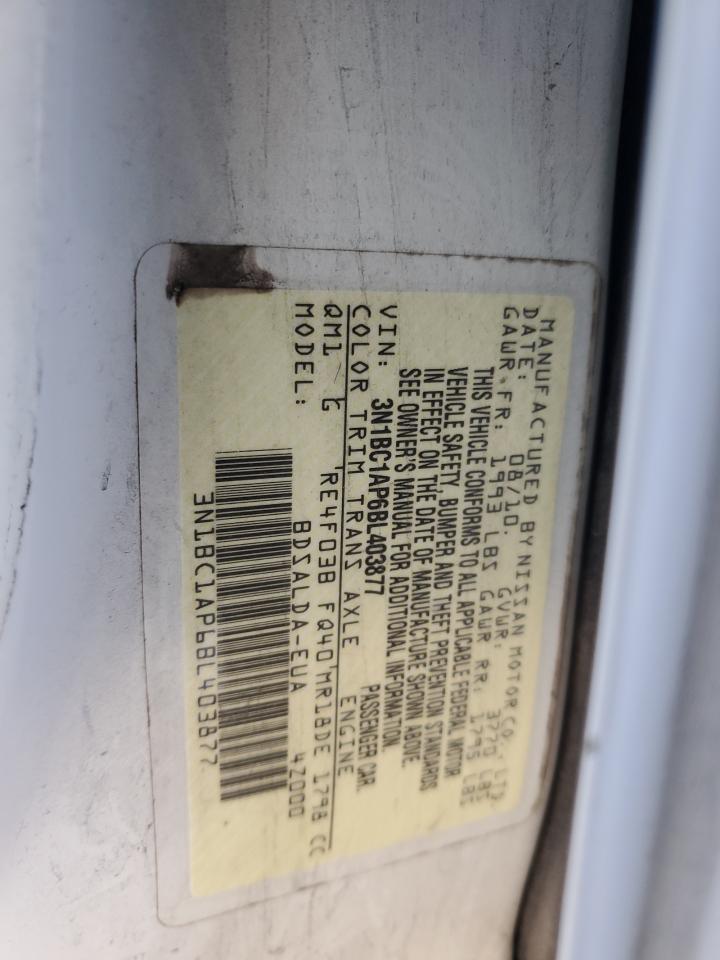 MANUFACTURED BY NISSAN MOTOR CO., LTD
DATE: 08/10. GVWR: 3770 LBS
GAWR FR: 1993 LBS GAWR RR: 1795 LBS
THIS VEHICLE CONFORMS TO ALL APPLICABLE FEDERAL MOTOR
VEHICLE SAFETY, BUMPER AND THEFT PREVENTION STANDARDS
IN EFFECT ON THE DATE OF MANUFACTURE SHOWN ABOVE.
SEE OWNER'S MANUAL FOR ADDITIONAL INFORMATION.
VIN: 3N1BC1AP6BL403877 PASSENGER CAR.
COLOR TRIM TRANS AXLE ENGINE
QM1 G RE4F03B FQ40 MR18DE 1798 CC
MODEL: BDSALDA-EUA 4Z000
3N1BC1AP6BL403877